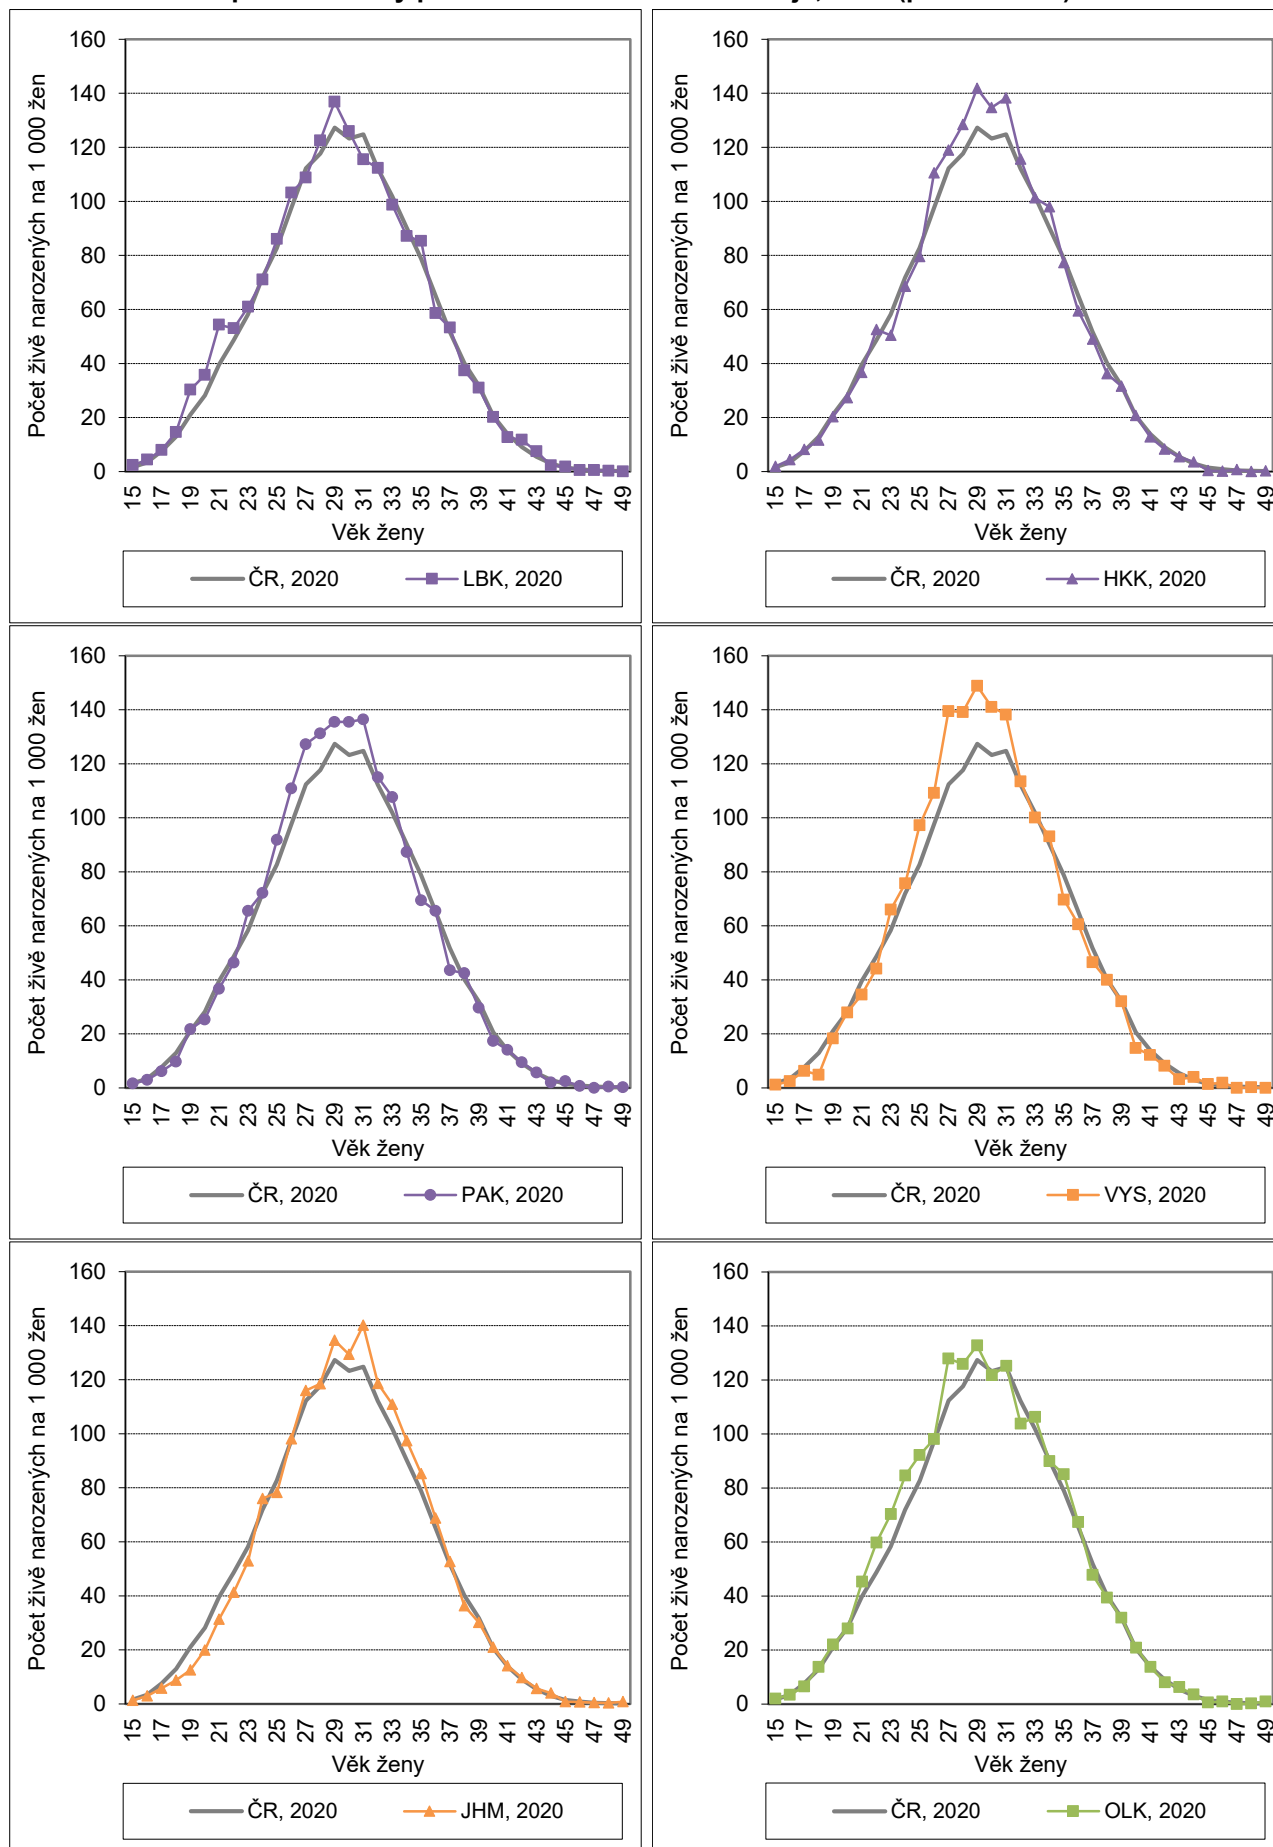 160
140
120
100
80
60
40
20
0
Počet živě narozených na 1 000 žen
15 17 19 21 23 25 27 29 31 33 35 37 39 41 43 45 47 49
Věk ženy
ČR, 2020 LBK, 2020
160
140
120
100
80
60
40
20
0
Počet živě narozených na 1 000 žen
15 17 19 21 23 25 27 29 31 33 35 37 39 41 43 45 47 49
Věk ženy
ČR, 2020 HKK, 2020
160
140
120
100
80
60
40
20
0
Počet živě narozených na 1 000 žen
15 17 19 21 23 25 27 29 31 33 35 37 39 41 43 45 47 49
Věk ženy
ČR, 2020 PAK, 2020
160
140
120
100
80
60
40
20
0
Počet živě narozených na 1 000 žen
15 17 19 21 23 25 27 29 31 33 35 37 39 41 43 45 47 49
Věk ženy
ČR, 2020 VYS, 2020
160
140
120
100
80
60
40
20
0
Počet živě narozených na 1 000 žen
15 17 19 21 23 25 27 29 31 33 35 37 39 41 43 45 47 49
Věk ženy
ČR, 2020 JHM, 2020
160
140
120
100
80
60
40
20
0
Počet živě narozených na 1 000 žen
15 17 19 21 23 25 27 29 31 33 35 37 39 41 43 45 47 49
Věk ženy
ČR, 2020 OLK, 2020